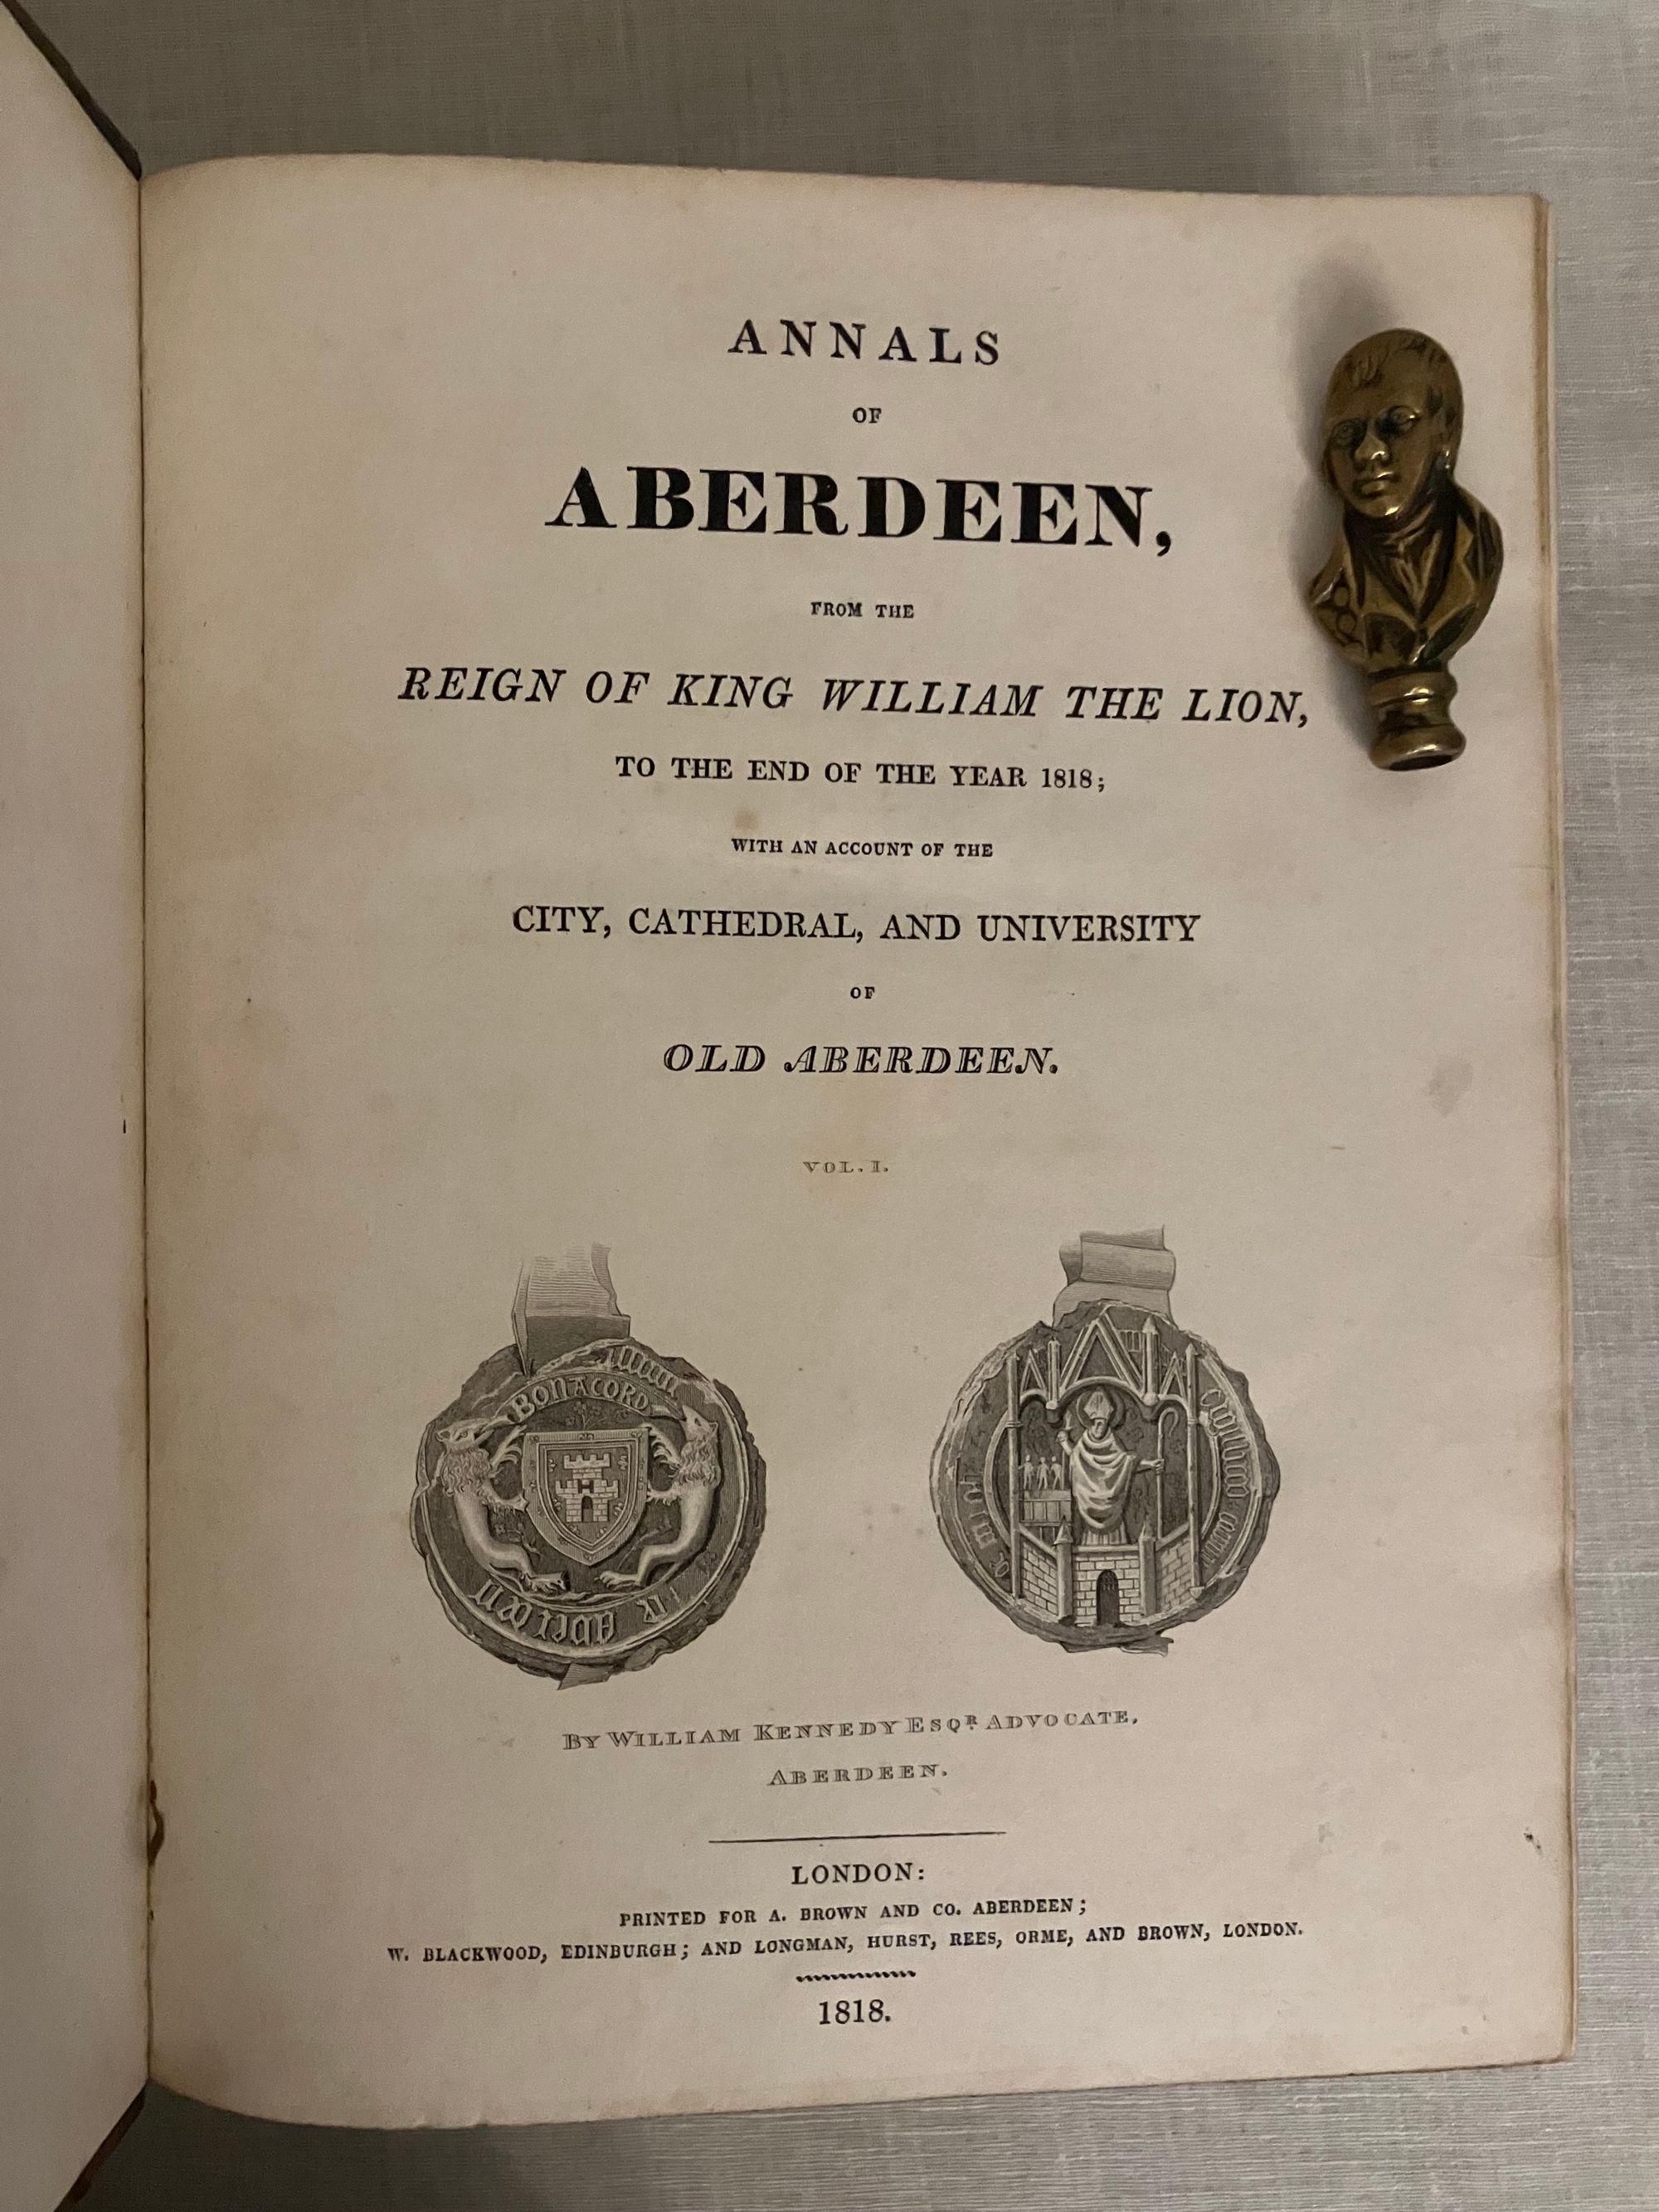 ANNALS
OF
ABERDEEN,
FROM THE
REIGN OF KING WILLIAM THE LION,
TO THE END OF THE YEAR 1818;
WITH AN ACCOUNT OF THE
CITY, CATHEDRAL, AND UNIVERSITY
OF
OLD ABERDEEN.
VOL. I.
BONACORD
BY WILLIAM KENNEDY ESQR. ADVOCATE,
ABERDEEN.
LONDON:
PRINTED FOR A. BROWN AND CO. ABERDEEN;
W. BLACKWOOD, EDINBURGH; AND LONGMAN, HURST, REES, ORME, AND BROWN, LONDON.
1818.